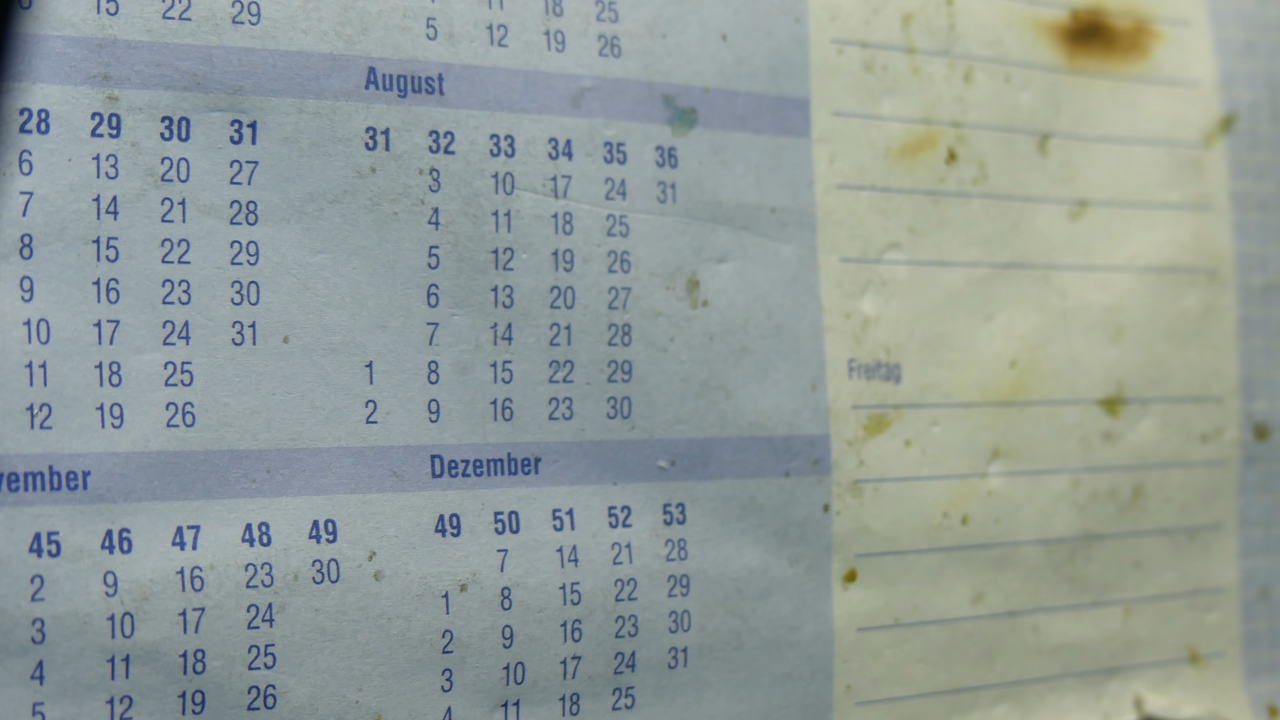 15 22 29
11 18 25
5 12 19 26
August
28 29 30 31
6 13 20 27
7 14 21 28
8 15 22 29
9 16 23 30
10 17 24 31
11 18 25
12 19 26
31 32 33 34 35 36
3 10 17 24 31
4 11 18 25
5 12 19 26
6 13 20 27
7 14 21 28
1 8 15 22 29
2 9 16 23 30
vember
45 46 47 48 49
2 9 16 23 30
3 10 17 24
4 11 18 25
5 12 19 26
Dezember
49 50 51 52 53
7 14 21 28
1 8 15 22 29
2 9 16 23 30
3 10 17 24 31
4 11 18 25
Freitag